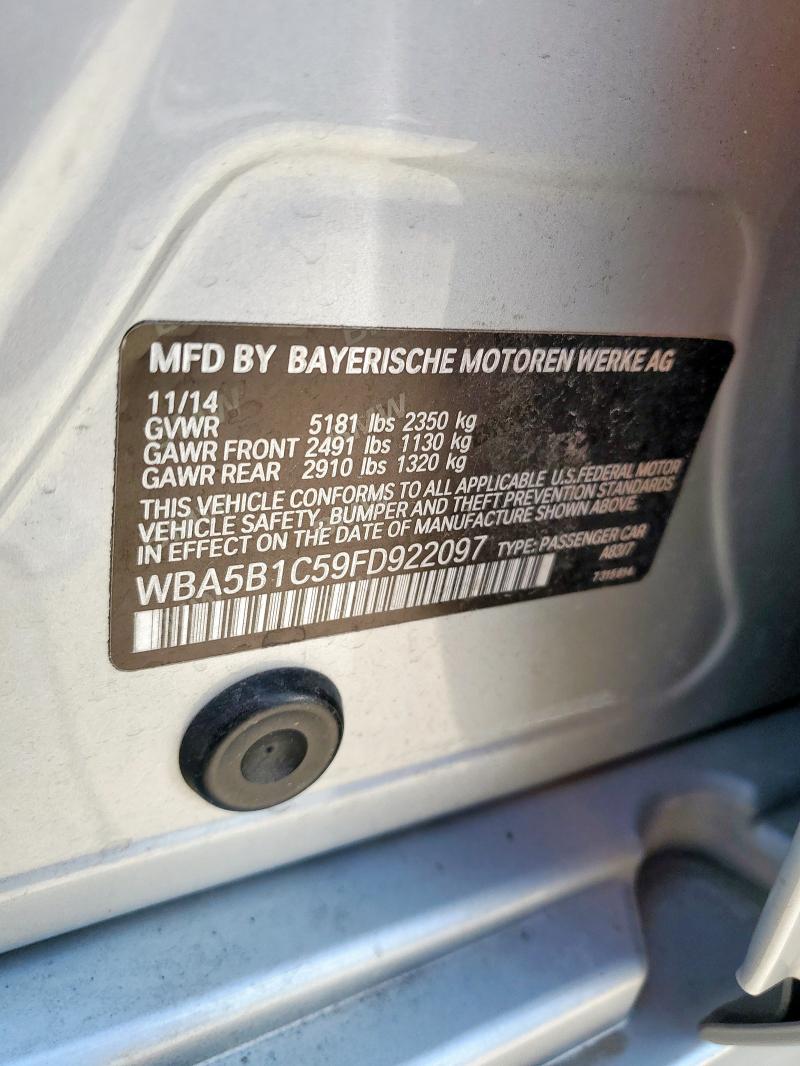 MFD BY BAYERISCHE MOTOREN WERKE AG
11/14
GVWR 5181 lbs 2350 kg
GAWR FRONT 2491 lbs 1130 kg
GAWR REAR 2910 lbs 1320 kg
THIS VEHICLE CONFORMS TO ALL APPLICABLE U.S. FEDERAL MOTOR
VEHICLE SAFETY, BUMPER AND THEFT PREVENTION STANDARDS
IN EFFECT ON THE DATE OF MANUFACTURE SHOWN ABOVE.
WBA5B1C59FD922097 TYPE: PASSENGER CAR
A83/7